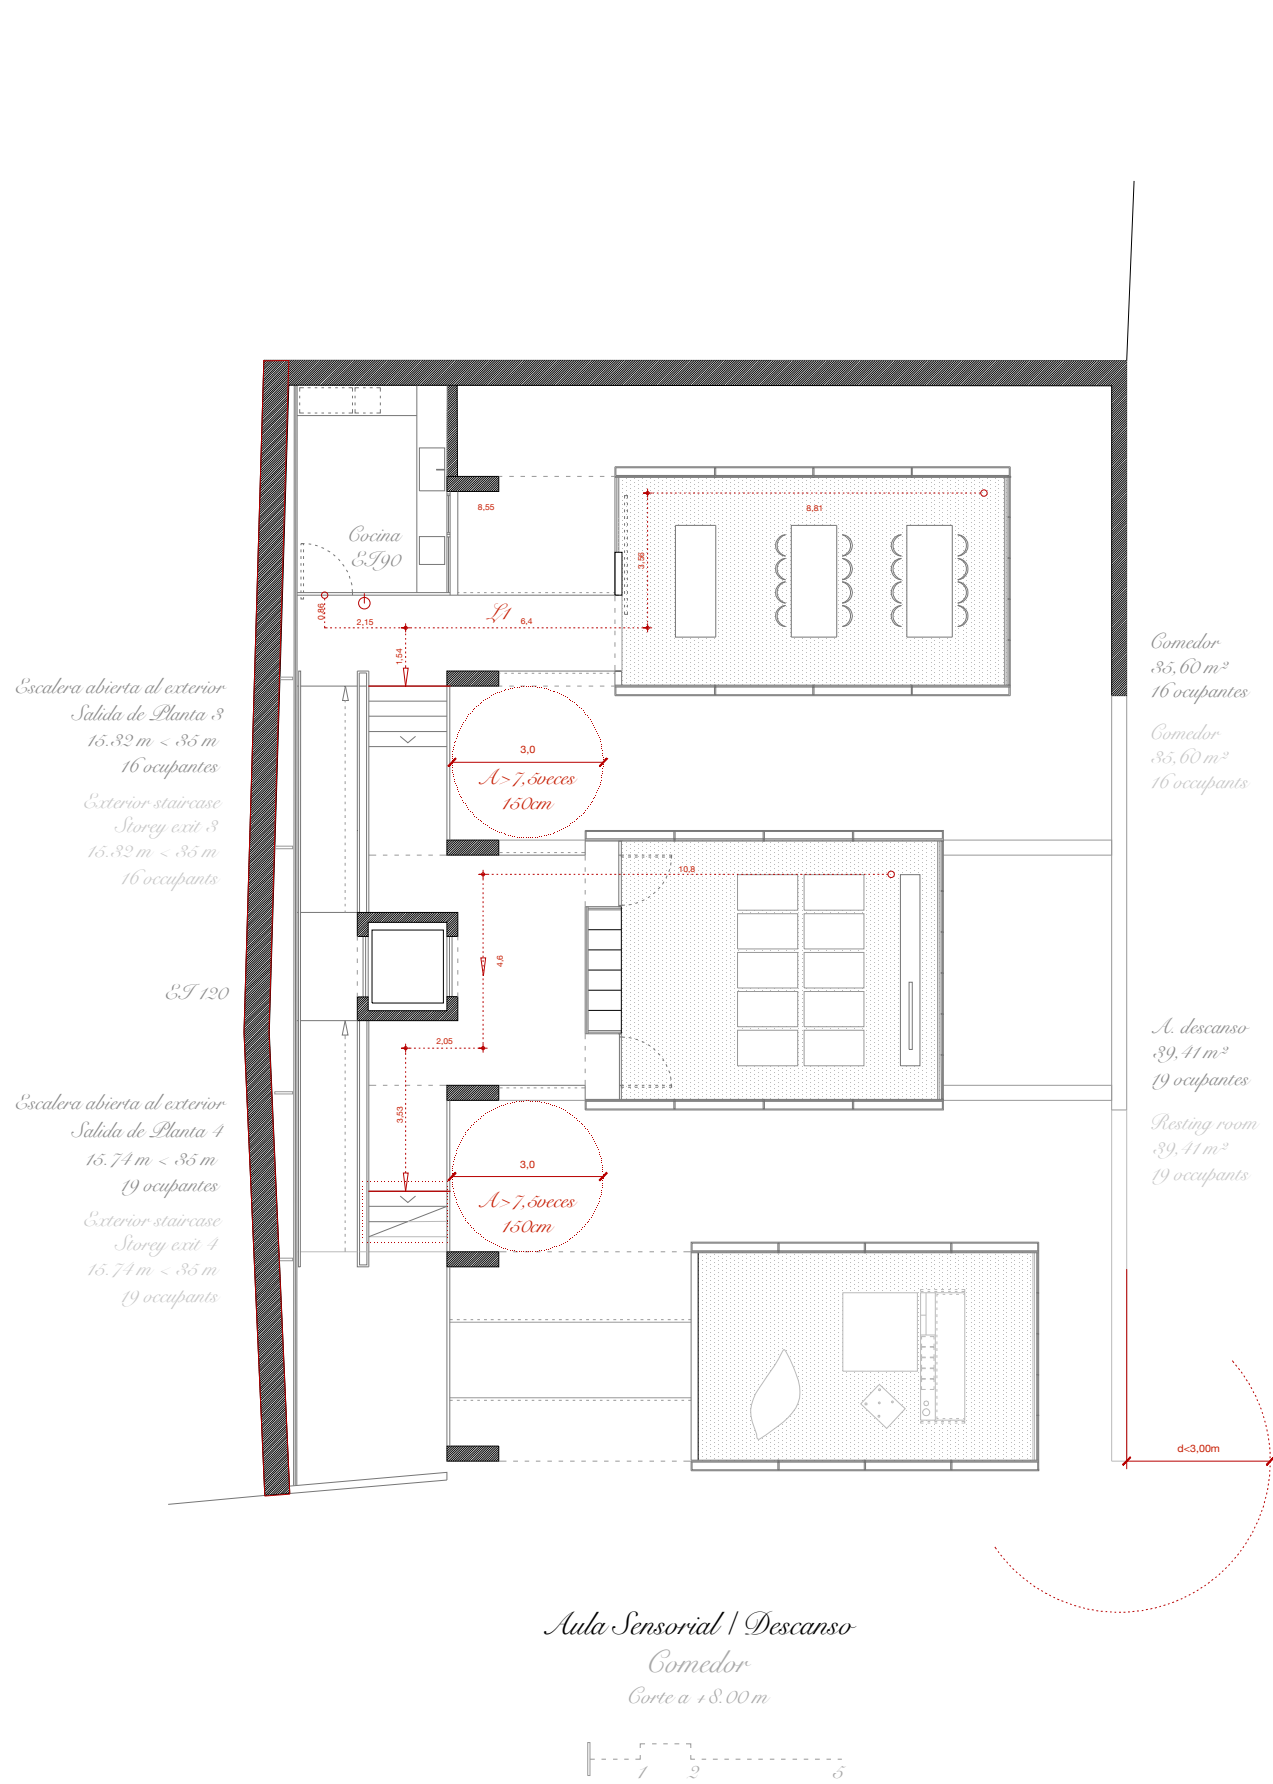 8,55
8,81
3,56
Cocina
EI90
0,86
2,15
L1
6,4
1,54
Comedor
35,60 m²
16 ocupantes
Comedor
35,60 m²
16 occupants
Escalera abierta al exterior
Salida de Planta 3
15.32 m < 35 m
16 ocupantes
Exterior staircase
Storey exit 3
15.32 m < 35 m
16 occupants
3,0
A>7,5veces
150cm
10,8
4,6
EI 120
2,05
A. descanso
39,41 m²
19 ocupantes
Resting room
39,41 m²
19 occupants
Escalera abierta al exterior
Salida de Planta 4
15.74 m < 35 m
19 ocupantes
Exterior staircase
Storey exit 4
15.74 m < 35 m
19 occupants
3,53
3,0
A>7,5veces
150cm
d<3,00m
Aula Sensorial / Descanso
Comedor
Corte a +8.00 m
1 2 5